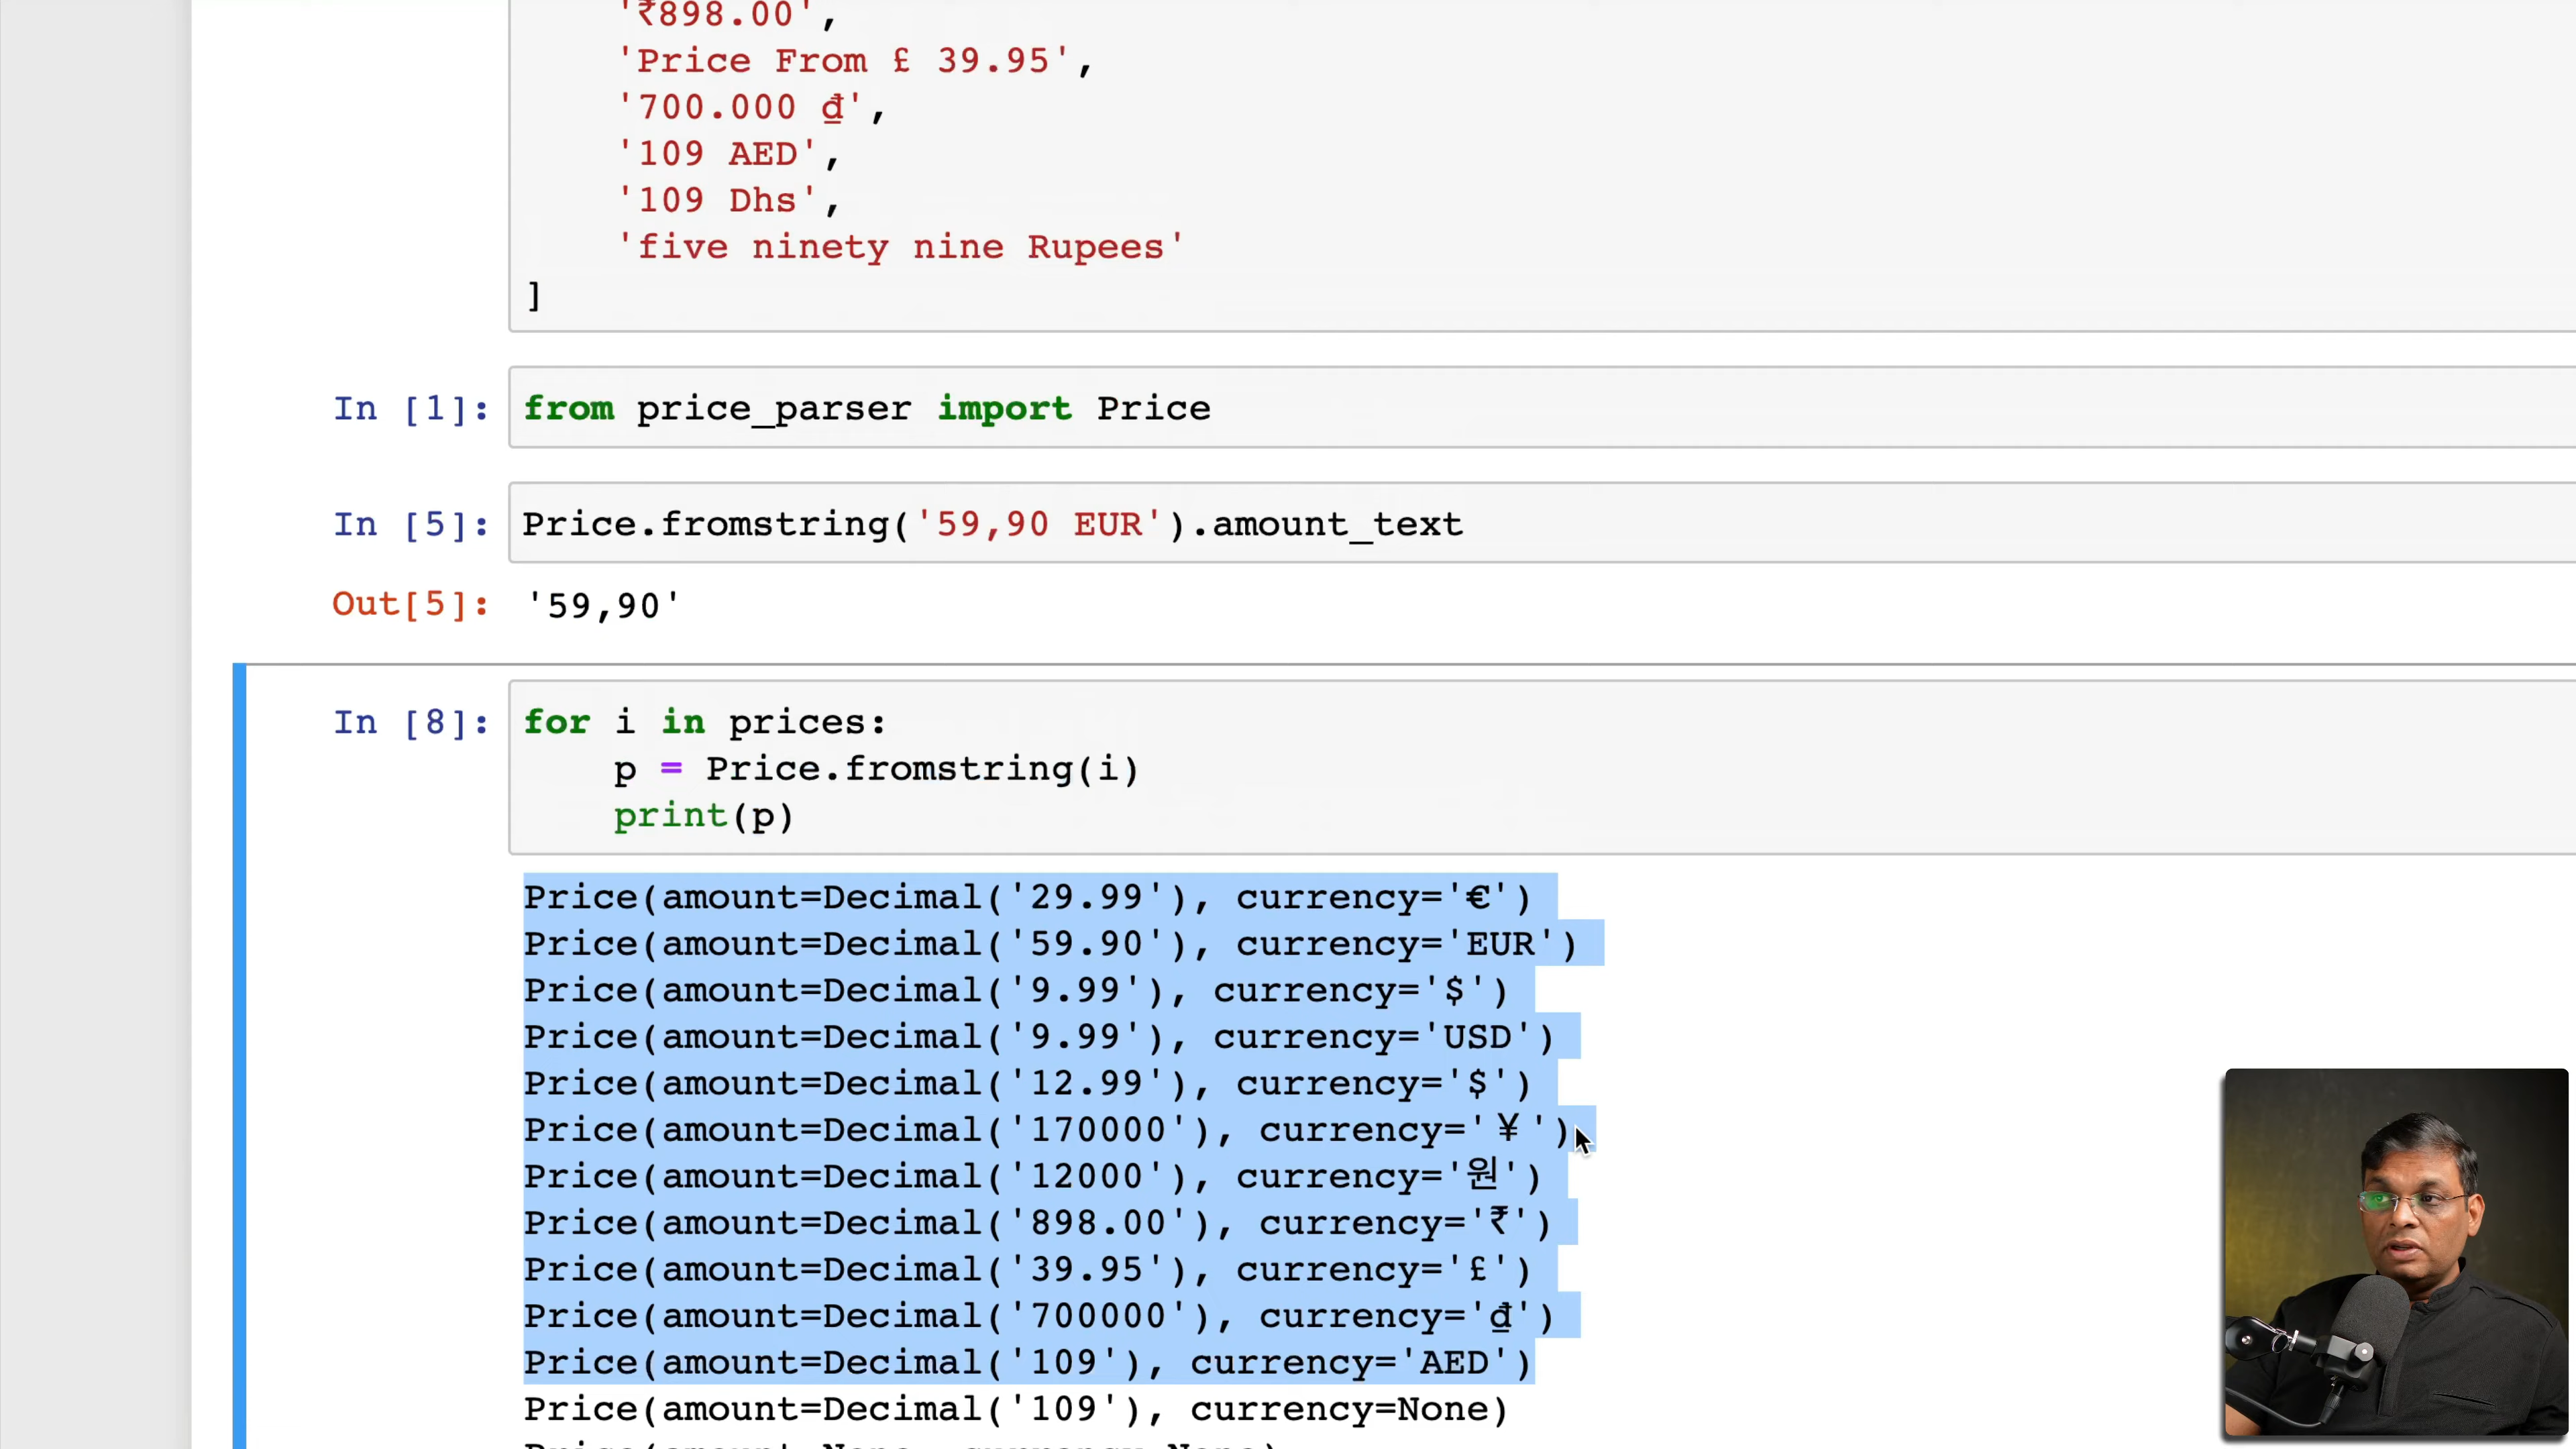 '₹898.00',
'Price From £ 39.95',
'700.000 ₫',
'109 AED',
'109 Dhs',
'five ninety nine Rupees'
]
In [1]: from price_parser import Price
In [5]: Price.fromstring('59,90 EUR').amount_text
Out[5]: '59,90'
In [8]: for i in prices:
p = Price.fromstring(i)
print(p)
Price(amount=Decimal('29.99'), currency='€')
Price(amount=Decimal('59.90'), currency='EUR')
Price(amount=Decimal('9.99'), currency='$')
Price(amount=Decimal('9.99'), currency='USD')
Price(amount=Decimal('12.99'), currency='$')
Price(amount=Decimal('170000'), currency='￥')
Price(amount=Decimal('12000'), currency='원')
Price(amount=Decimal('898.00'), currency='₹')
Price(amount=Decimal('39.95'), currency='£')
Price(amount=Decimal('700000'), currency='₫')
Price(amount=Decimal('109'), currency='AED')
Price(amount=Decimal('109'), currency=None)
Price(amount=None, currency=None)